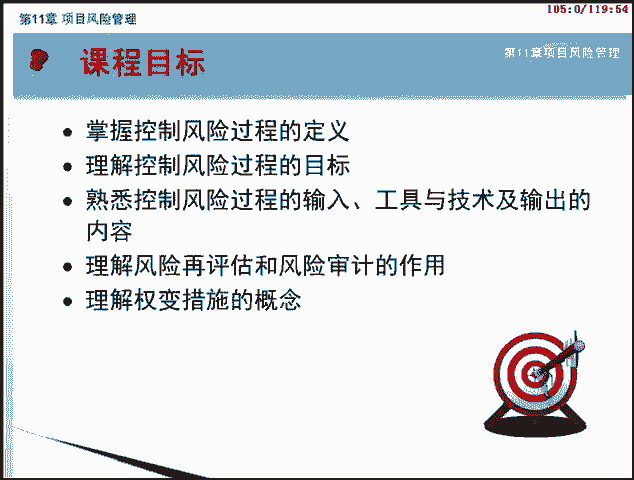 第11章 项目风险管理
105:0/119:54
课程目标
第11章项目风险管理
• 掌握控制风险过程的定义
• 理解控制风险过程的目标
• 熟悉控制风险过程的输入、工具与技术及输出的
内容
• 理解风险再评估和风险审计的作用
• 理解权变措施的概念